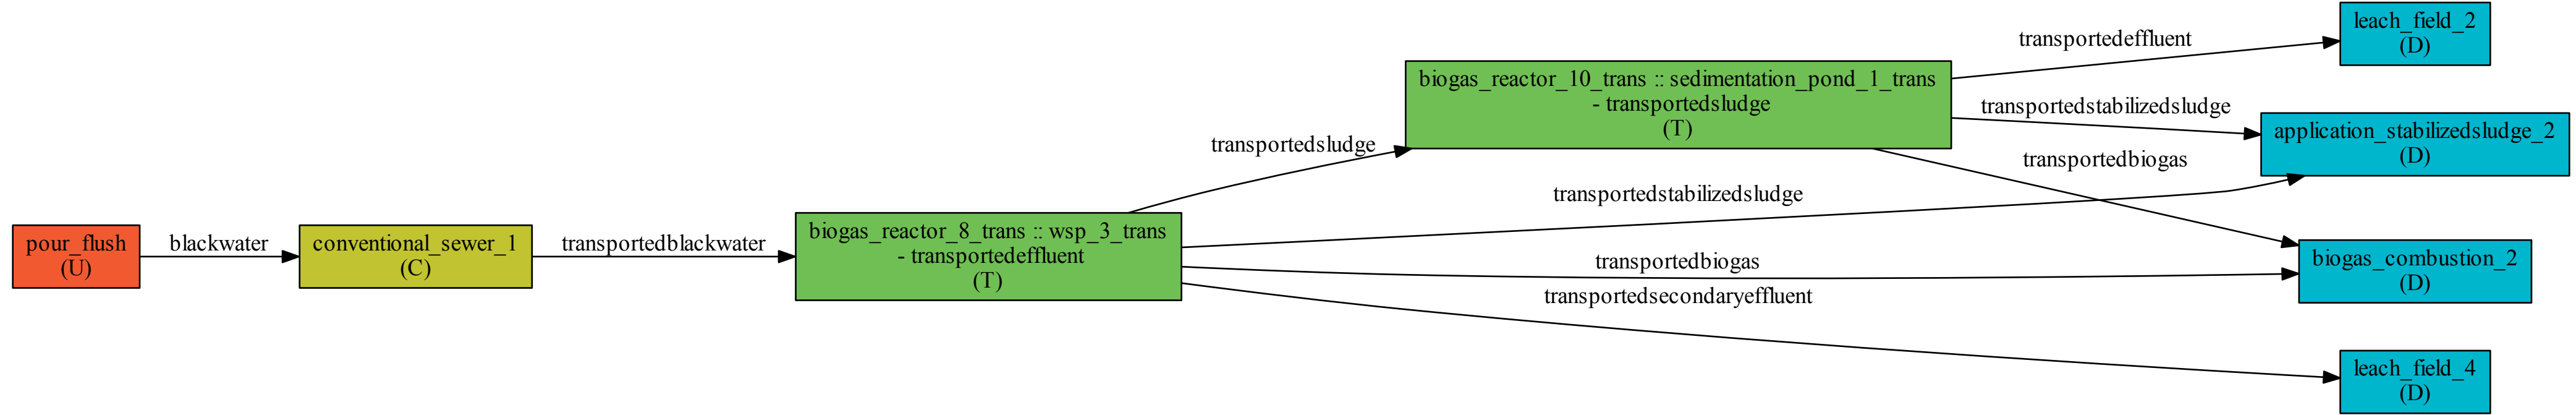 pour_flush
(U)
blackwater
conventional_sewer_1
(C)
transportedblackwater
biogas_reactor_8_trans :: wsp_3_trans
- transportedeffluent
(T)
transportedsludge
transportedstabilizedsludge
transportedbiogas
transportedsecondaryeffluent
biogas_reactor_10_trans :: sedimentation_pond_1_trans
- transportedsludge
(T)
transportedeffluent
transportedstabilizedsludge
transportedbiogas
leach_field_2
(D)
application_stabilizedsludge_2
(D)
biogas_combustion_2
(D)
leach_field_4
(D)